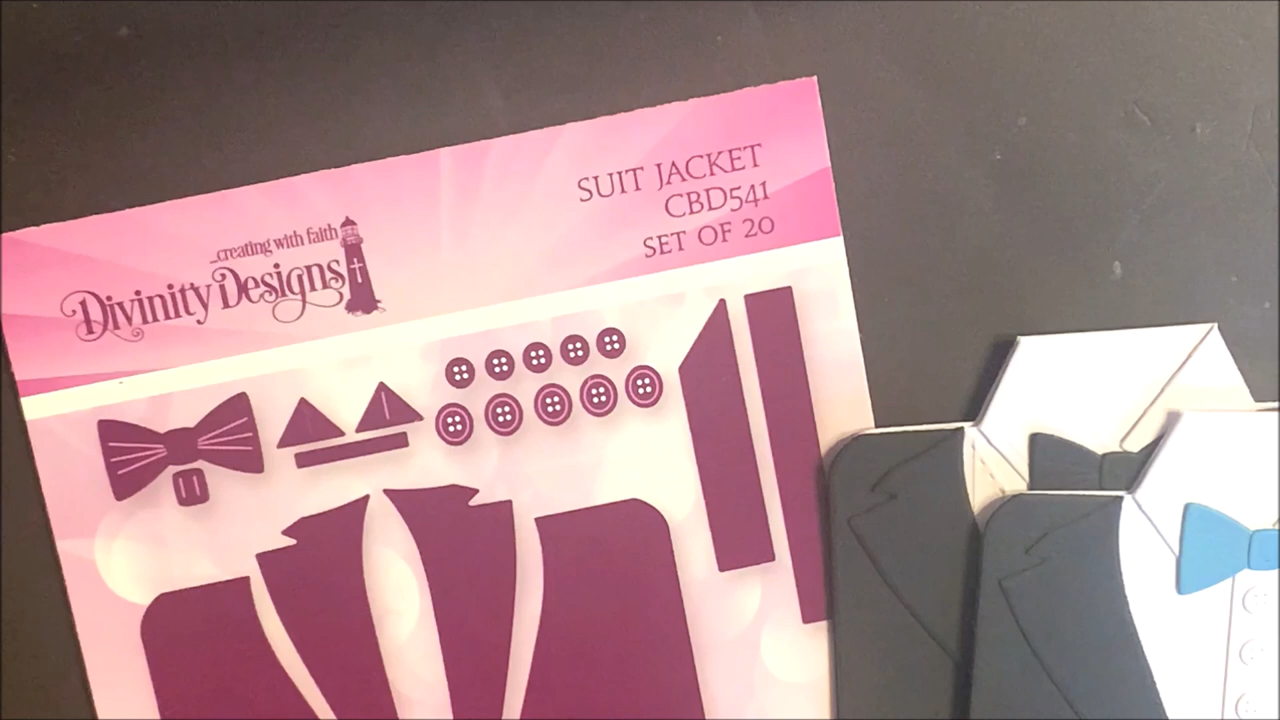 ...creating with faith
Divinity Designs
SUIT JACKET
CBD541
SET OF 20